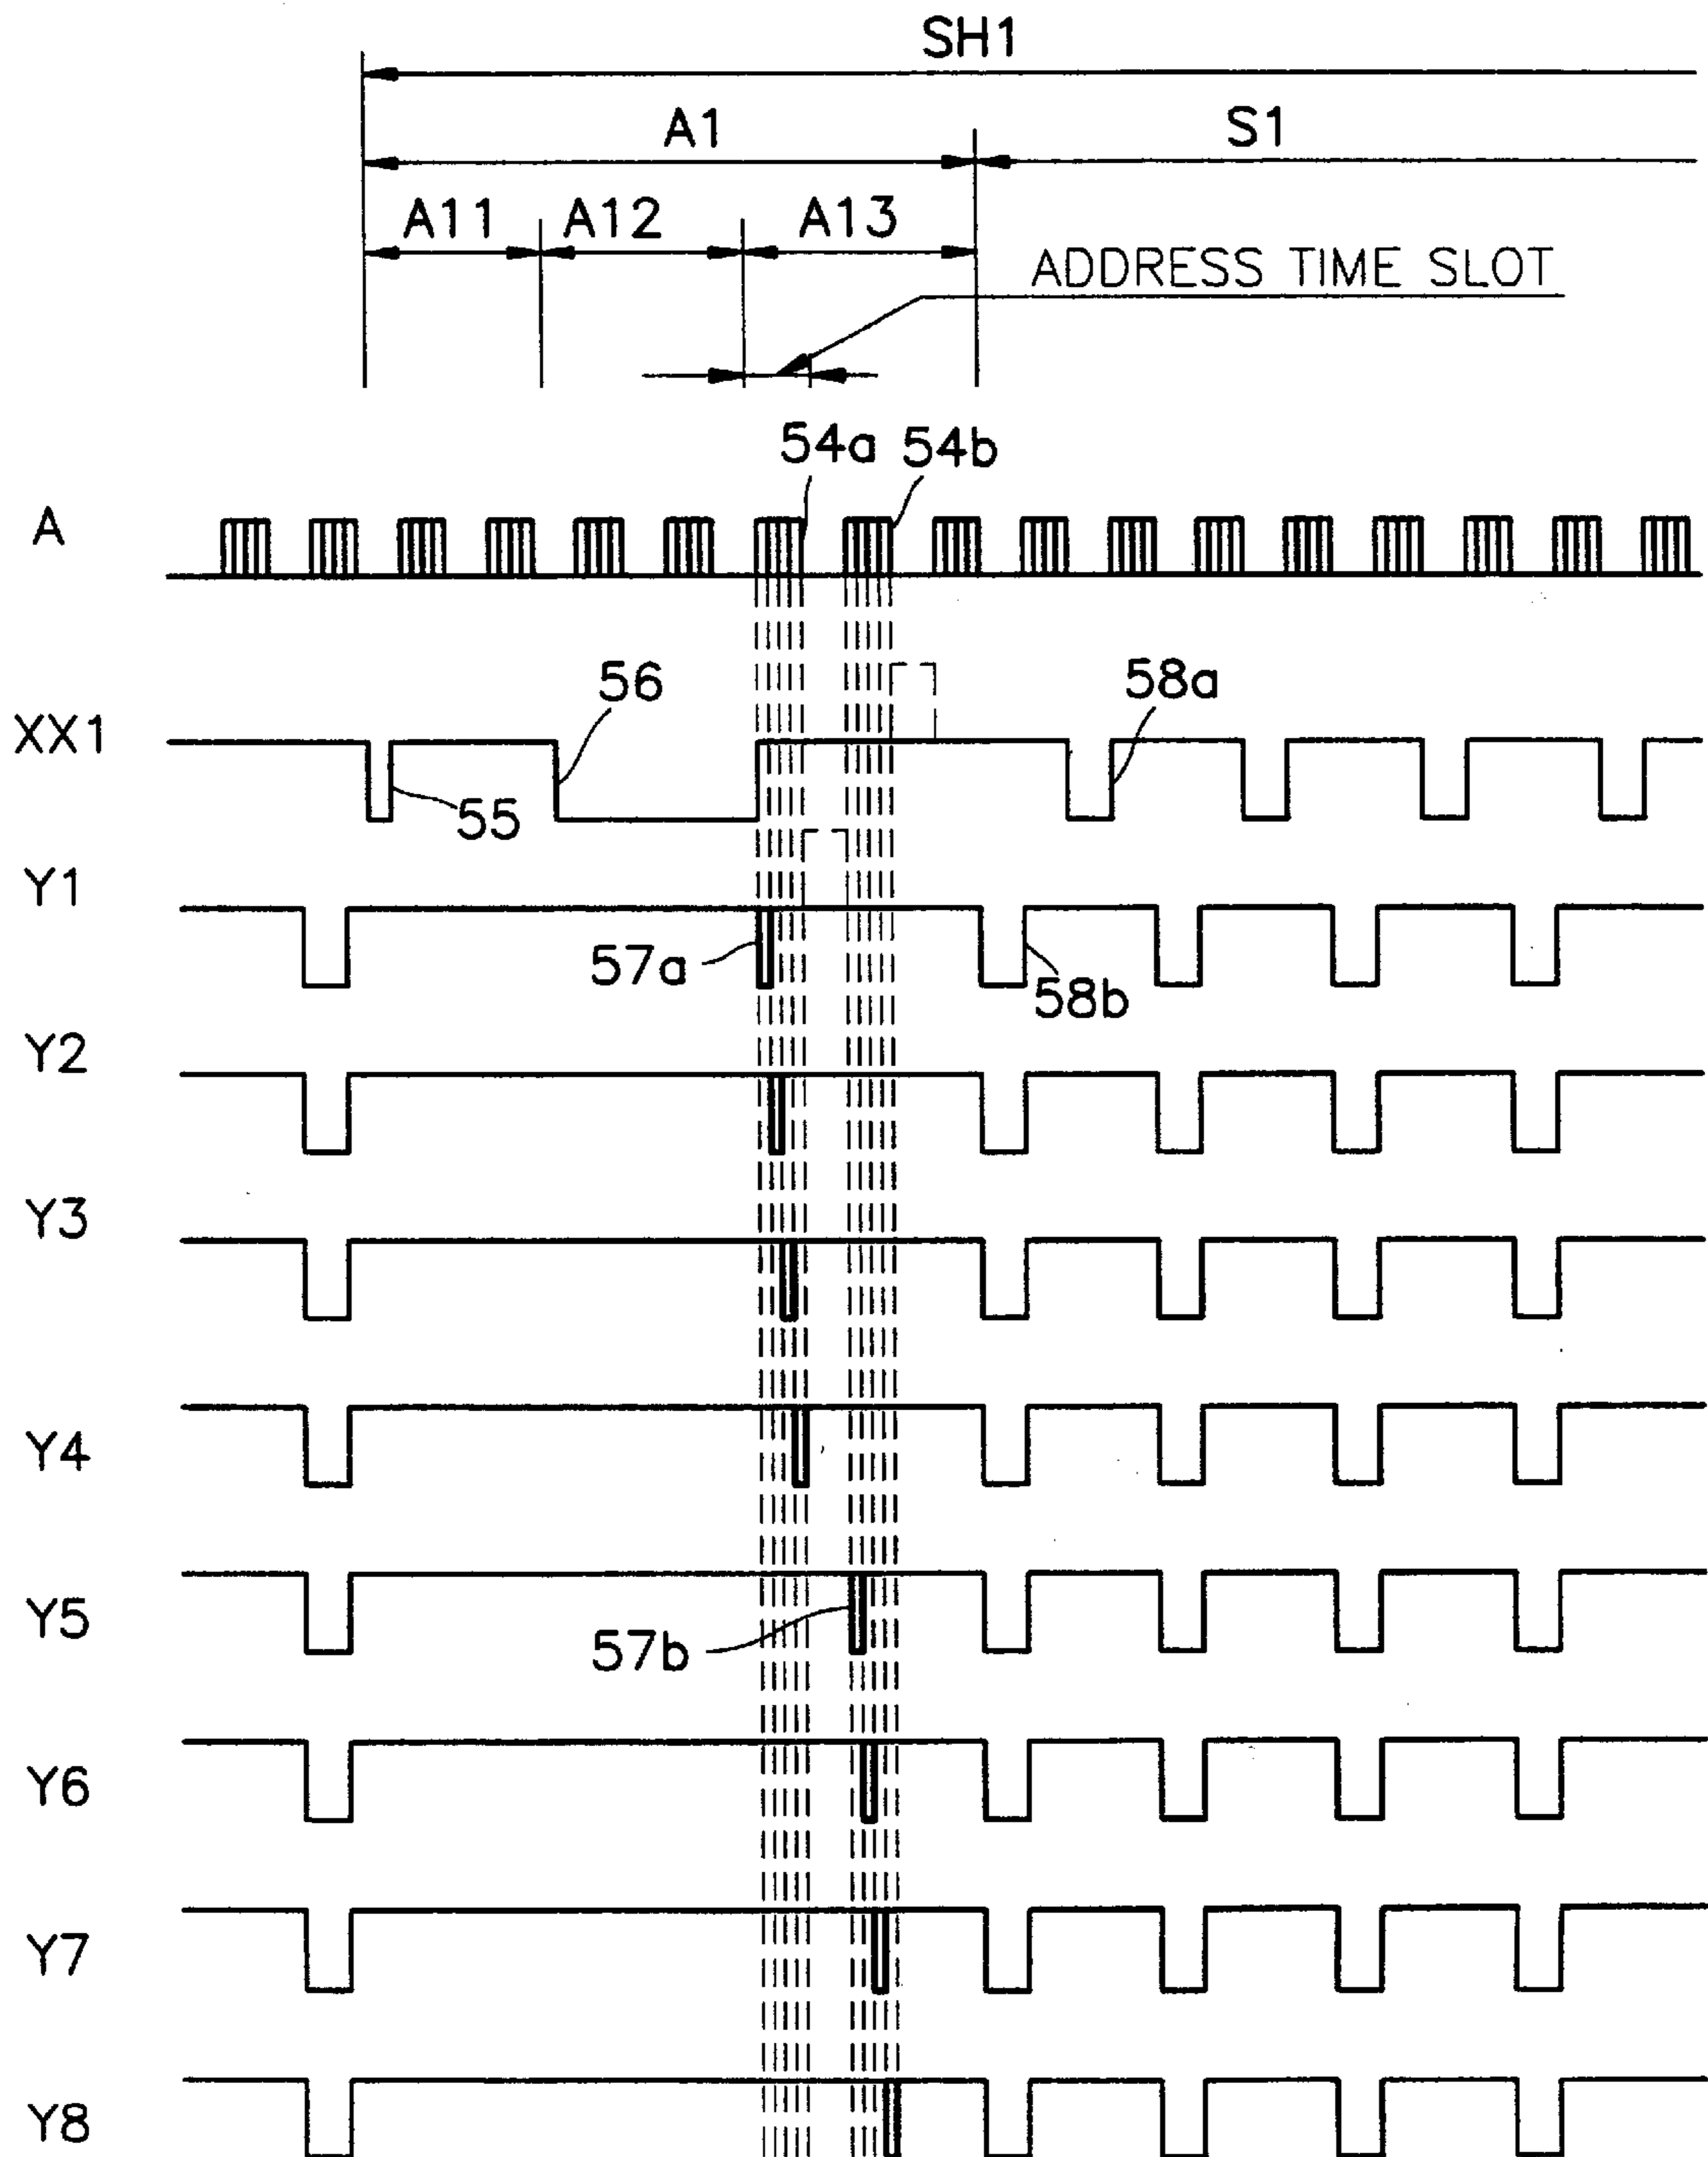 SH1
A1 S1
A11 A12 A13
ADDRESS TIME SLOT
54a 54b
A
56 58a
XX1
55
Y1
57a
58b
Y2
Y3
Y4
Y5
57b
Y6
Y7
Y8